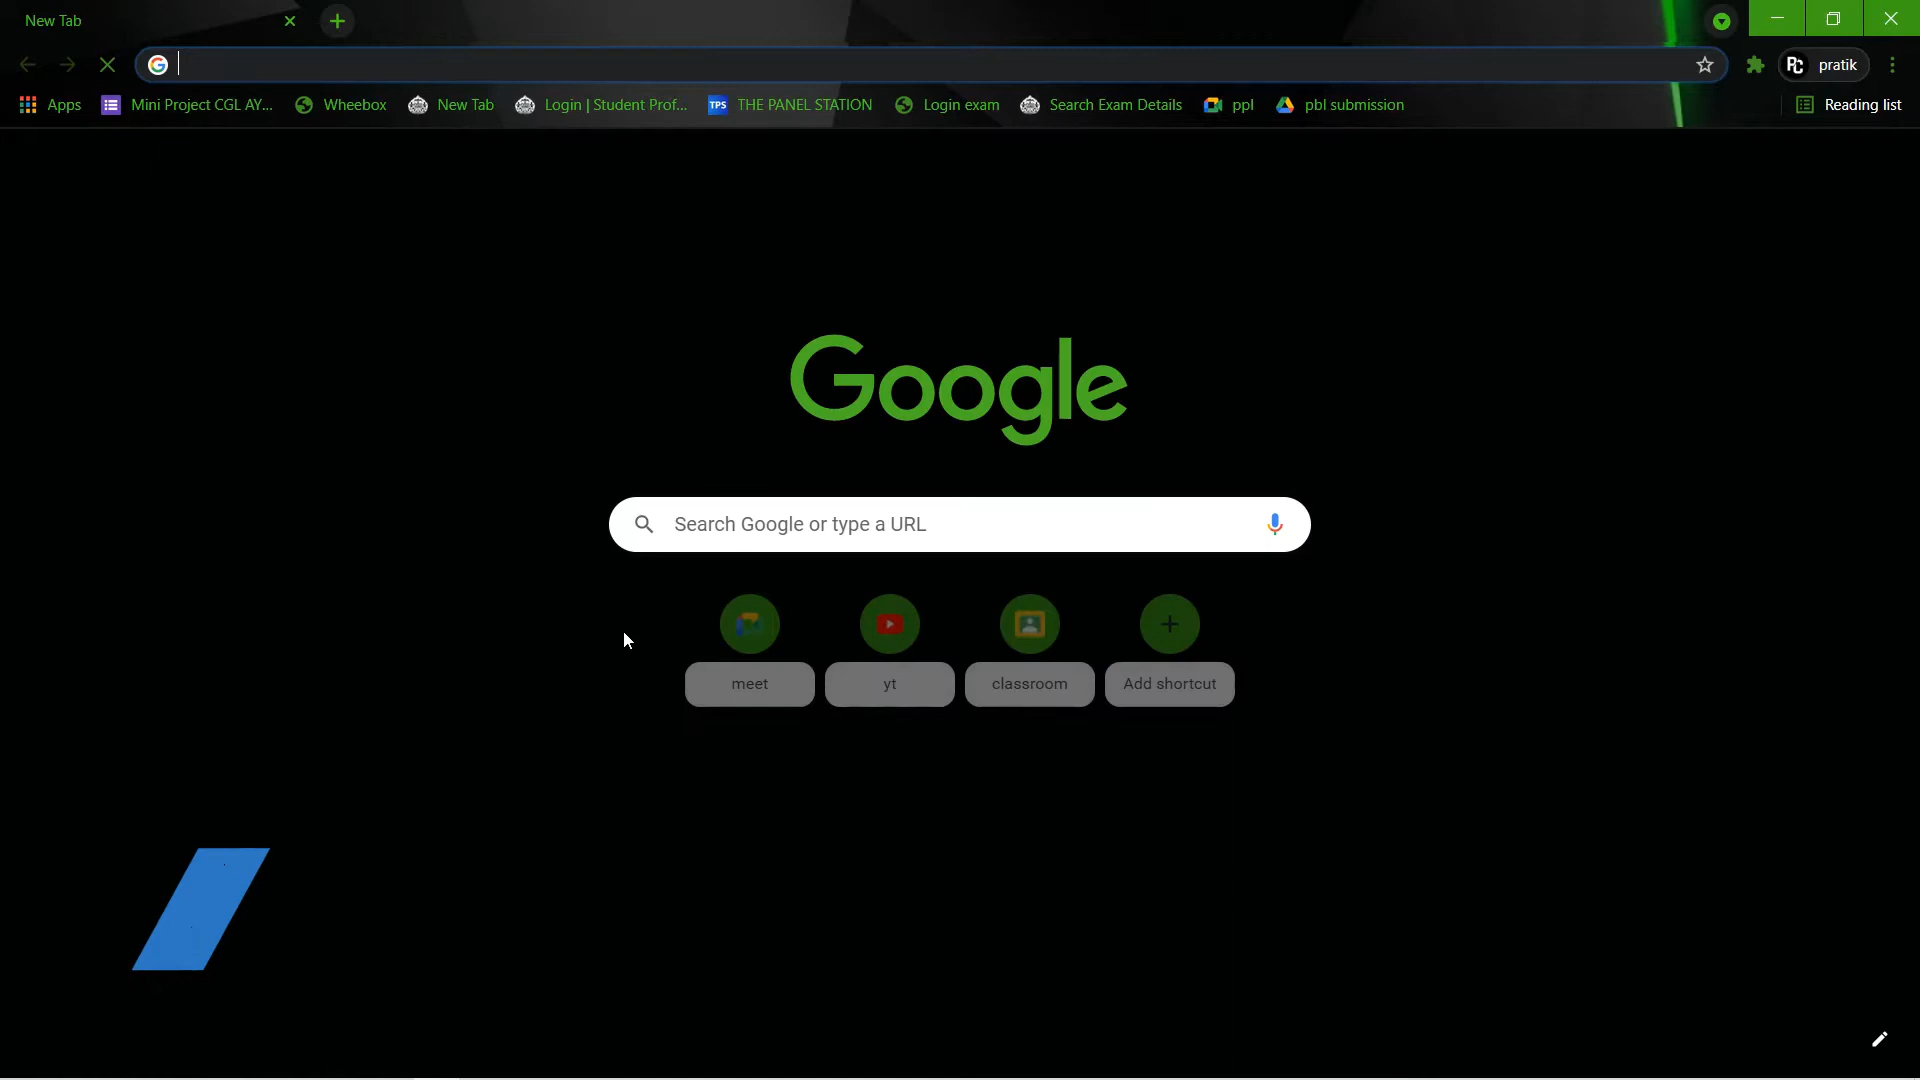 New Tab
pratik
Apps Mini Project CGL AY... Wheebox New Tab Login | Student Prof... TPS THE PANEL STATION Login exam Search Exam Details ppl pbl submission Reading list
Google
Search Google or type a URL
meet yt classroom Add shortcut